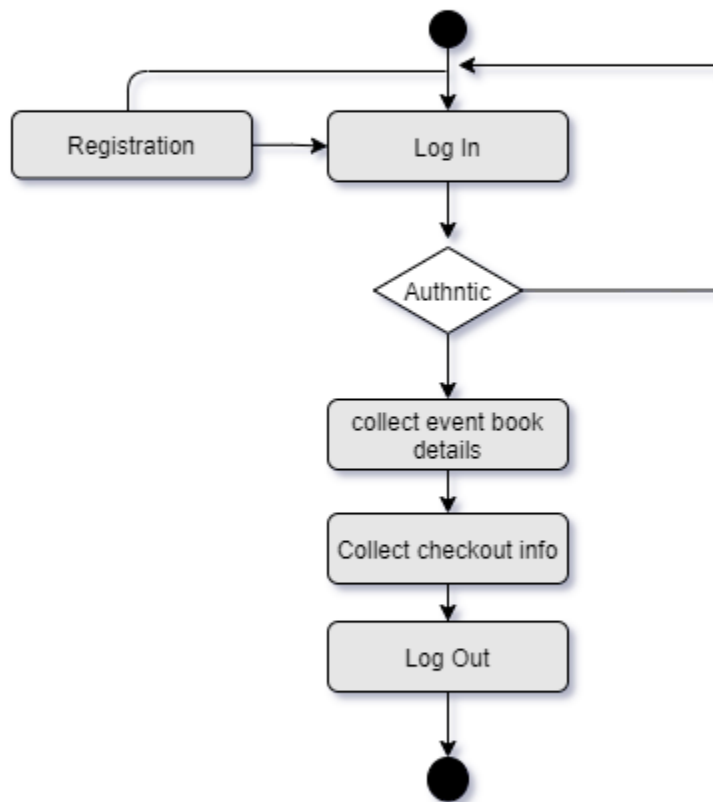 Registration
Log In
Authntic
collect event book
details
Collect checkout info
Log Out